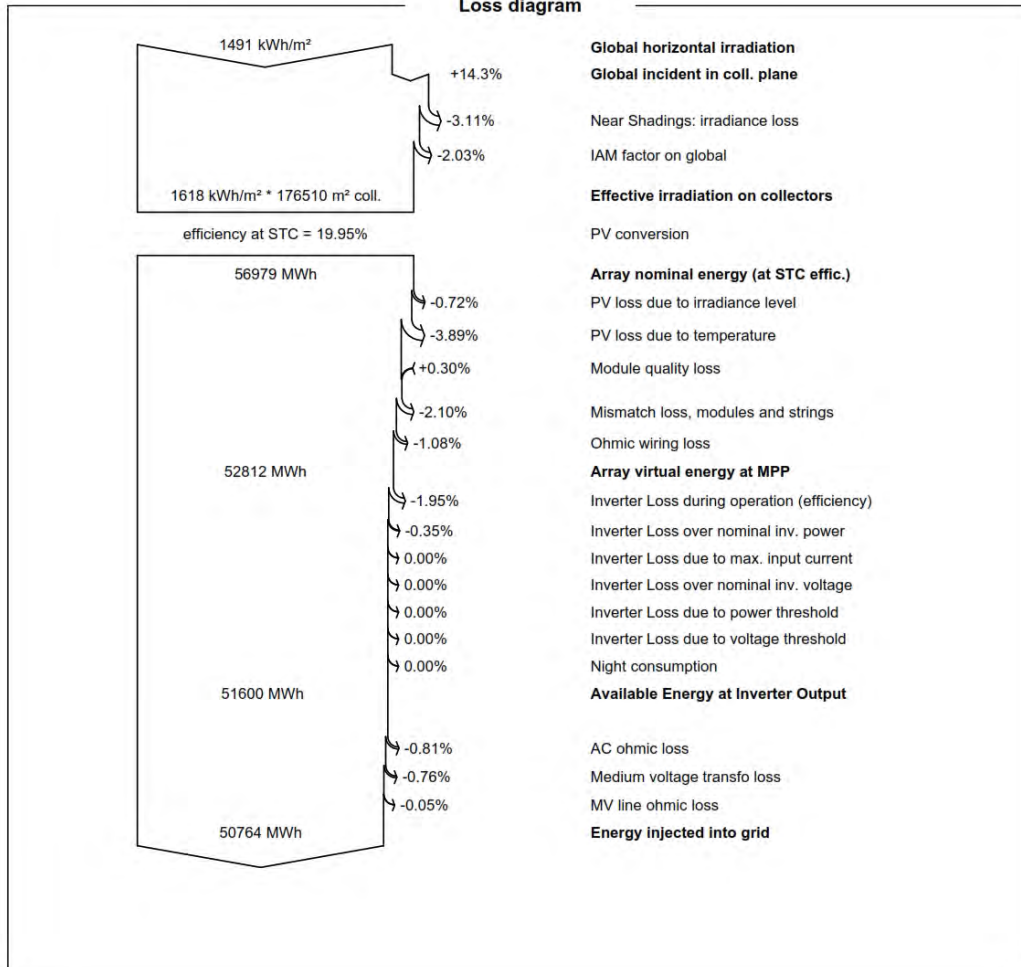 Loss diagram
1491 kWh/m² Global horizontal irradiation
+14.3% Global incident in coll. plane
-3.11% Near Shadings: irradiance loss
-2.03% IAM factor on global
1618 kWh/m² * 176510 m² coll. Effective irradiation on collectors
efficiency at STC = 19.95% PV conversion
56979 MWh Array nominal energy (at STC effic.)
-0.72% PV loss due to irradiance level
-3.89% PV loss due to temperature
+0.30% Module quality loss
-2.10% Mismatch loss, modules and strings
-1.08% Ohmic wiring loss
52812 MWh Array virtual energy at MPP
-1.95% Inverter Loss during operation (efficiency)
-0.35% Inverter Loss over nominal inv. power
0.00% Inverter Loss due to max. input current
0.00% Inverter Loss over nominal inv. voltage
0.00% Inverter Loss due to power threshold
0.00% Inverter Loss due to voltage threshold
0.00% Night consumption
51600 MWh Available Energy at Inverter Output
-0.81% AC ohmic loss
-0.76% Medium voltage transfo loss
-0.05% MV line ohmic loss
50764 MWh Energy injected into grid